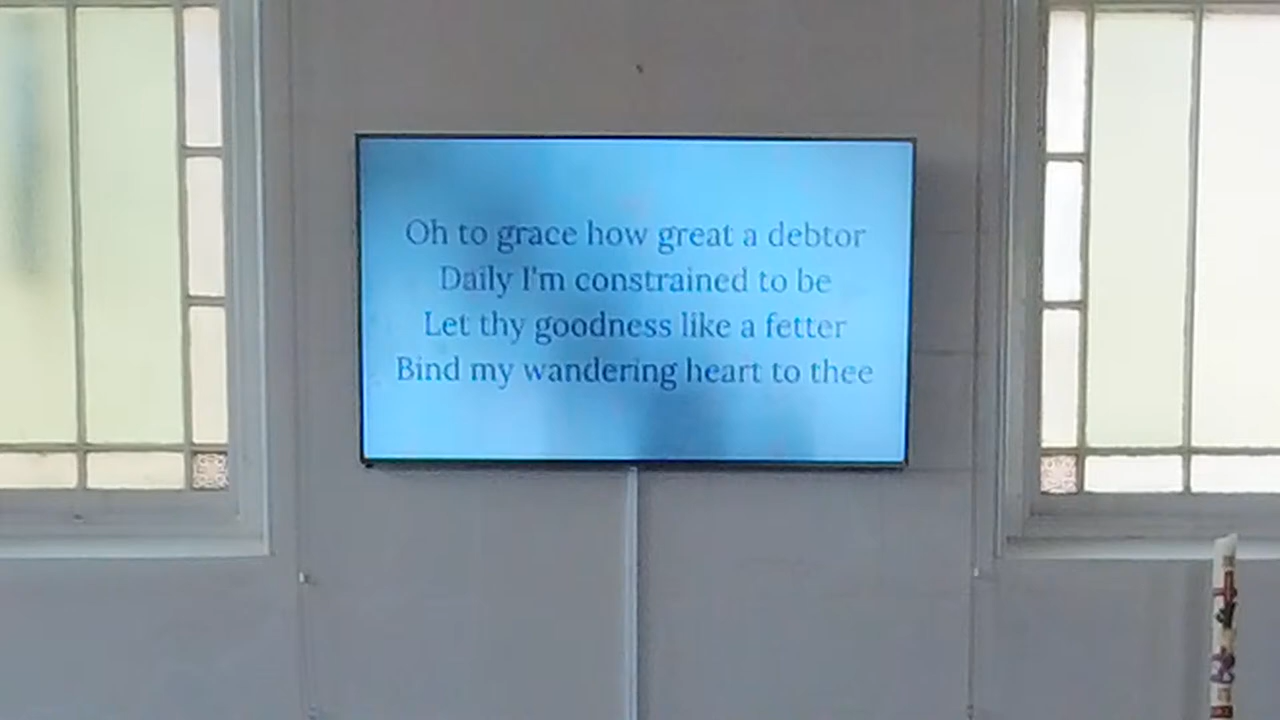 Oh to grace how great a debtor
Daily I'm constrained to be
Let thy goodness like a fetter
Bind my wandering heart to thee